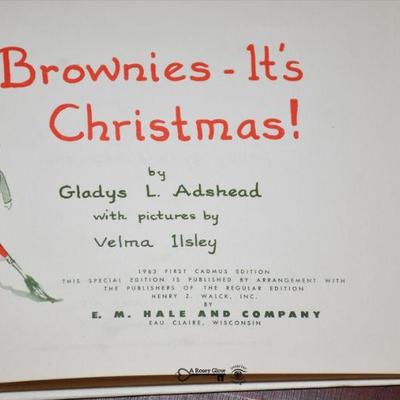 Brownies - It's
Christmas!
by
Gladys L. Adshead
with pictures by
Velma Ilsley
1963 FIRST CADMUS EDITION
THIS SPECIAL EDITION IS PUBLISHED BY ARRANGEMENT WITH
THE PUBLISHERS OF THE REGULAR EDITION
HENRY Z. WALCK, INC.
BY
E. M. HALE AND COMPANY
EAU CLAIRE, WISCONSIN
A Rosey Glow